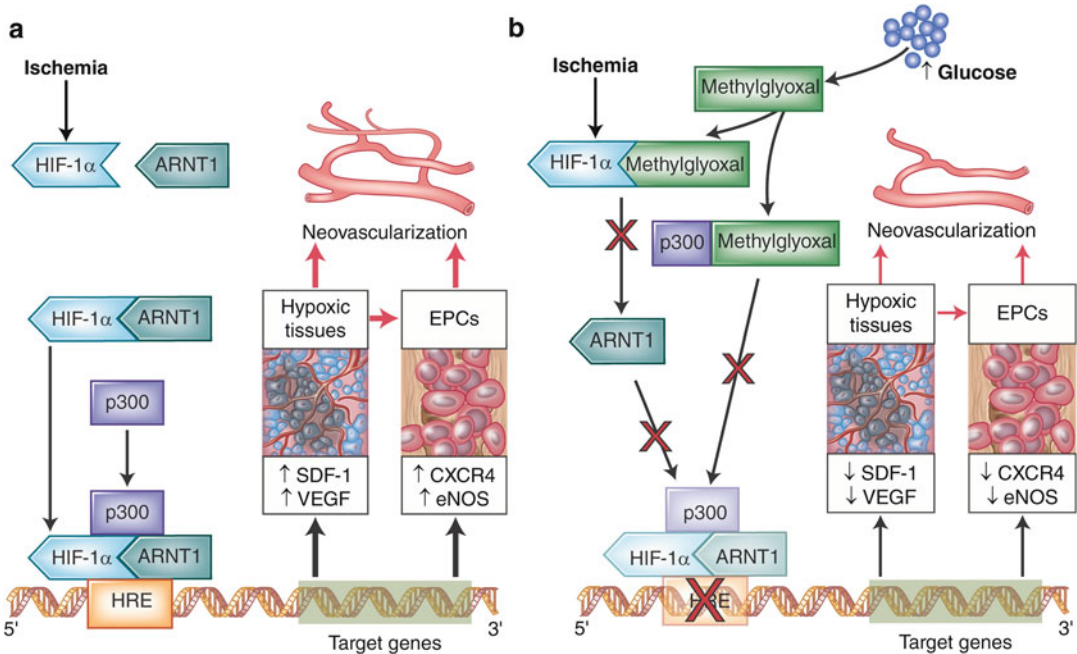 a
Ischemia
HIF-1α
ARNT1
Neovascularization
HIF-1α
ARNT1
Hypoxic
tissues
EPCs
p300
↑ SDF-1
↑ VEGF
↑ CXCR4
↑ eNOS
p300
HIF-1α
ARNT1
HRE
5'
3'
Target genes
b
↑ Glucose
Ischemia
Methylglyoxal
HIF-1α
Methylglyoxal
p300
Methylglyoxal
Neovascularization
ARNT1
Hypoxic
tissues
EPCs
↓ SDF-1
↓ VEGF
↓ CXCR4
↓ eNOS
p300
HIF-1α
ARNT1
HRE
5'
3'
Target genes